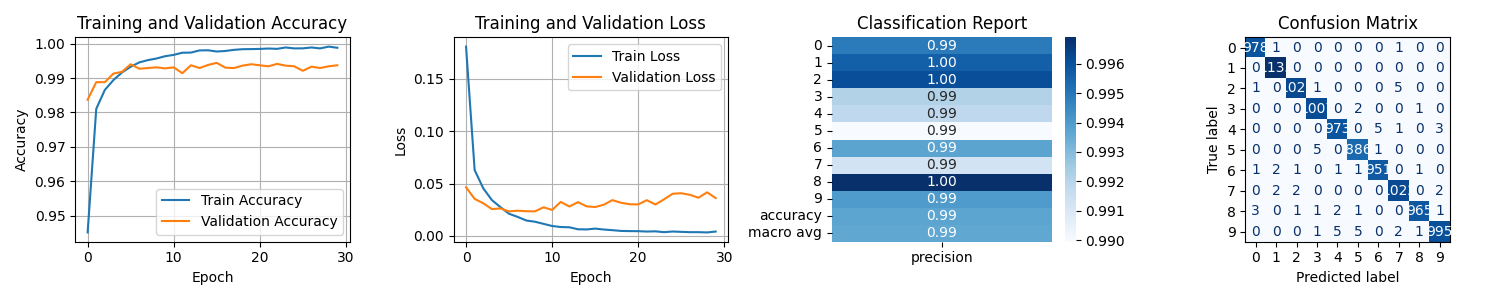 Training and Validation Accuracy
Accuracy
1.00
0.99
0.98
0.97
0.96
0.95
Train Accuracy
Validation Accuracy
0 10 20 30
Epoch
Training and Validation Loss
Loss
0.15
0.10
0.05
0.00
Train Loss
Validation Loss
0 10 20 30
Epoch
Classification Report
0 0.99
1 1.00
2 1.00
3 0.99
4 0.99
5 0.99
6 0.99
7 0.99
8 1.00
9 0.99
accuracy 0.99
macro avg 0.99
precision
0.996
0.995
0.994
0.993
0.992
0.991
0.990
Confusion Matrix
True label
0 978 1 0 0 0 0 0 1 0 0
1 0 0 0 0 0 0 0 0 0
2 1 0 1 0 0 0 5 0 0
3 0 0 0 0 2 0 0 1 0
4 0 0 0 0 973 0 5 1 0 3
5 0 0 0 5 0 886 1 0 0 0
6 1 2 1 0 1 1 951 0 1 0
7 0 2 2 0 0 0 0 0 2
8 3 0 1 1 2 1 0 0 965 1
9 0 0 0 1 5 5 0 2 1 995
0 1 2 3 4 5 6 7 8 9
Predicted label